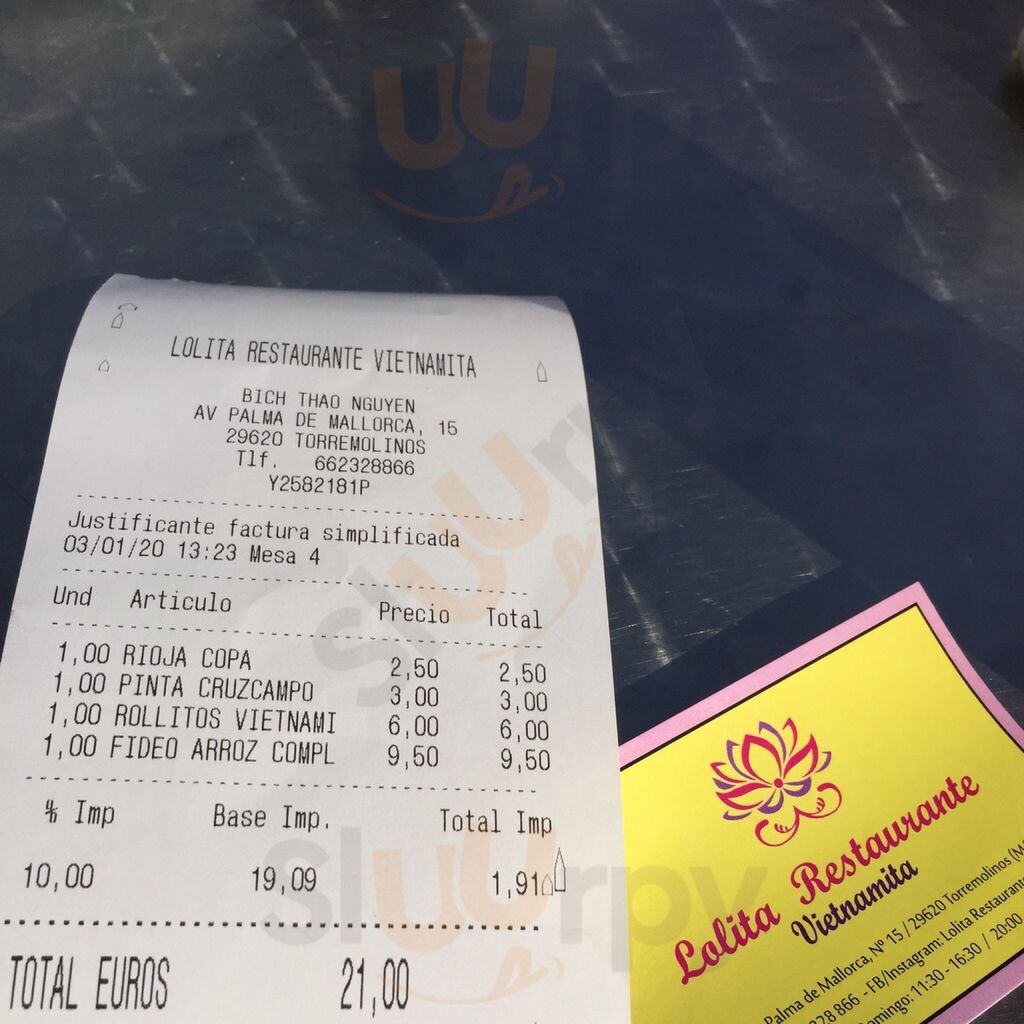 LOLITA RESTAURANTE VIETNAMITA
BICH THAO NGUYEN
AV PALMA DE MALLORCA, 15
29620 TORREMOLINOS
Tlf. 662328866
Y2582181P
Justificante factura simplificada
03/01/20 13:23 Mesa 4
Und Articulo Precio Total
1,00 RIOJA COPA 2,50 2,50
1,00 PINTA CRUZCAMPO 3,00 3,00
1,00 ROLLITOS VIETNAMI 6,00 6,00
1,00 FIDEO ARROZ COMPL 9,50 9,50
% Imp Base Imp. Total Imp
10,00 19,09 1,91
TOTAL EUROS 21,00
Lolita Restaurante
Vietnamita
Palma de Mallorca, Nº 15 / 29620 Torremolinos (M
328 866 - FB/Instagram: Lolita Restaurant
Domingo: 11:30 - 16:30 / 20:00
Sluurpy
Sluurpy